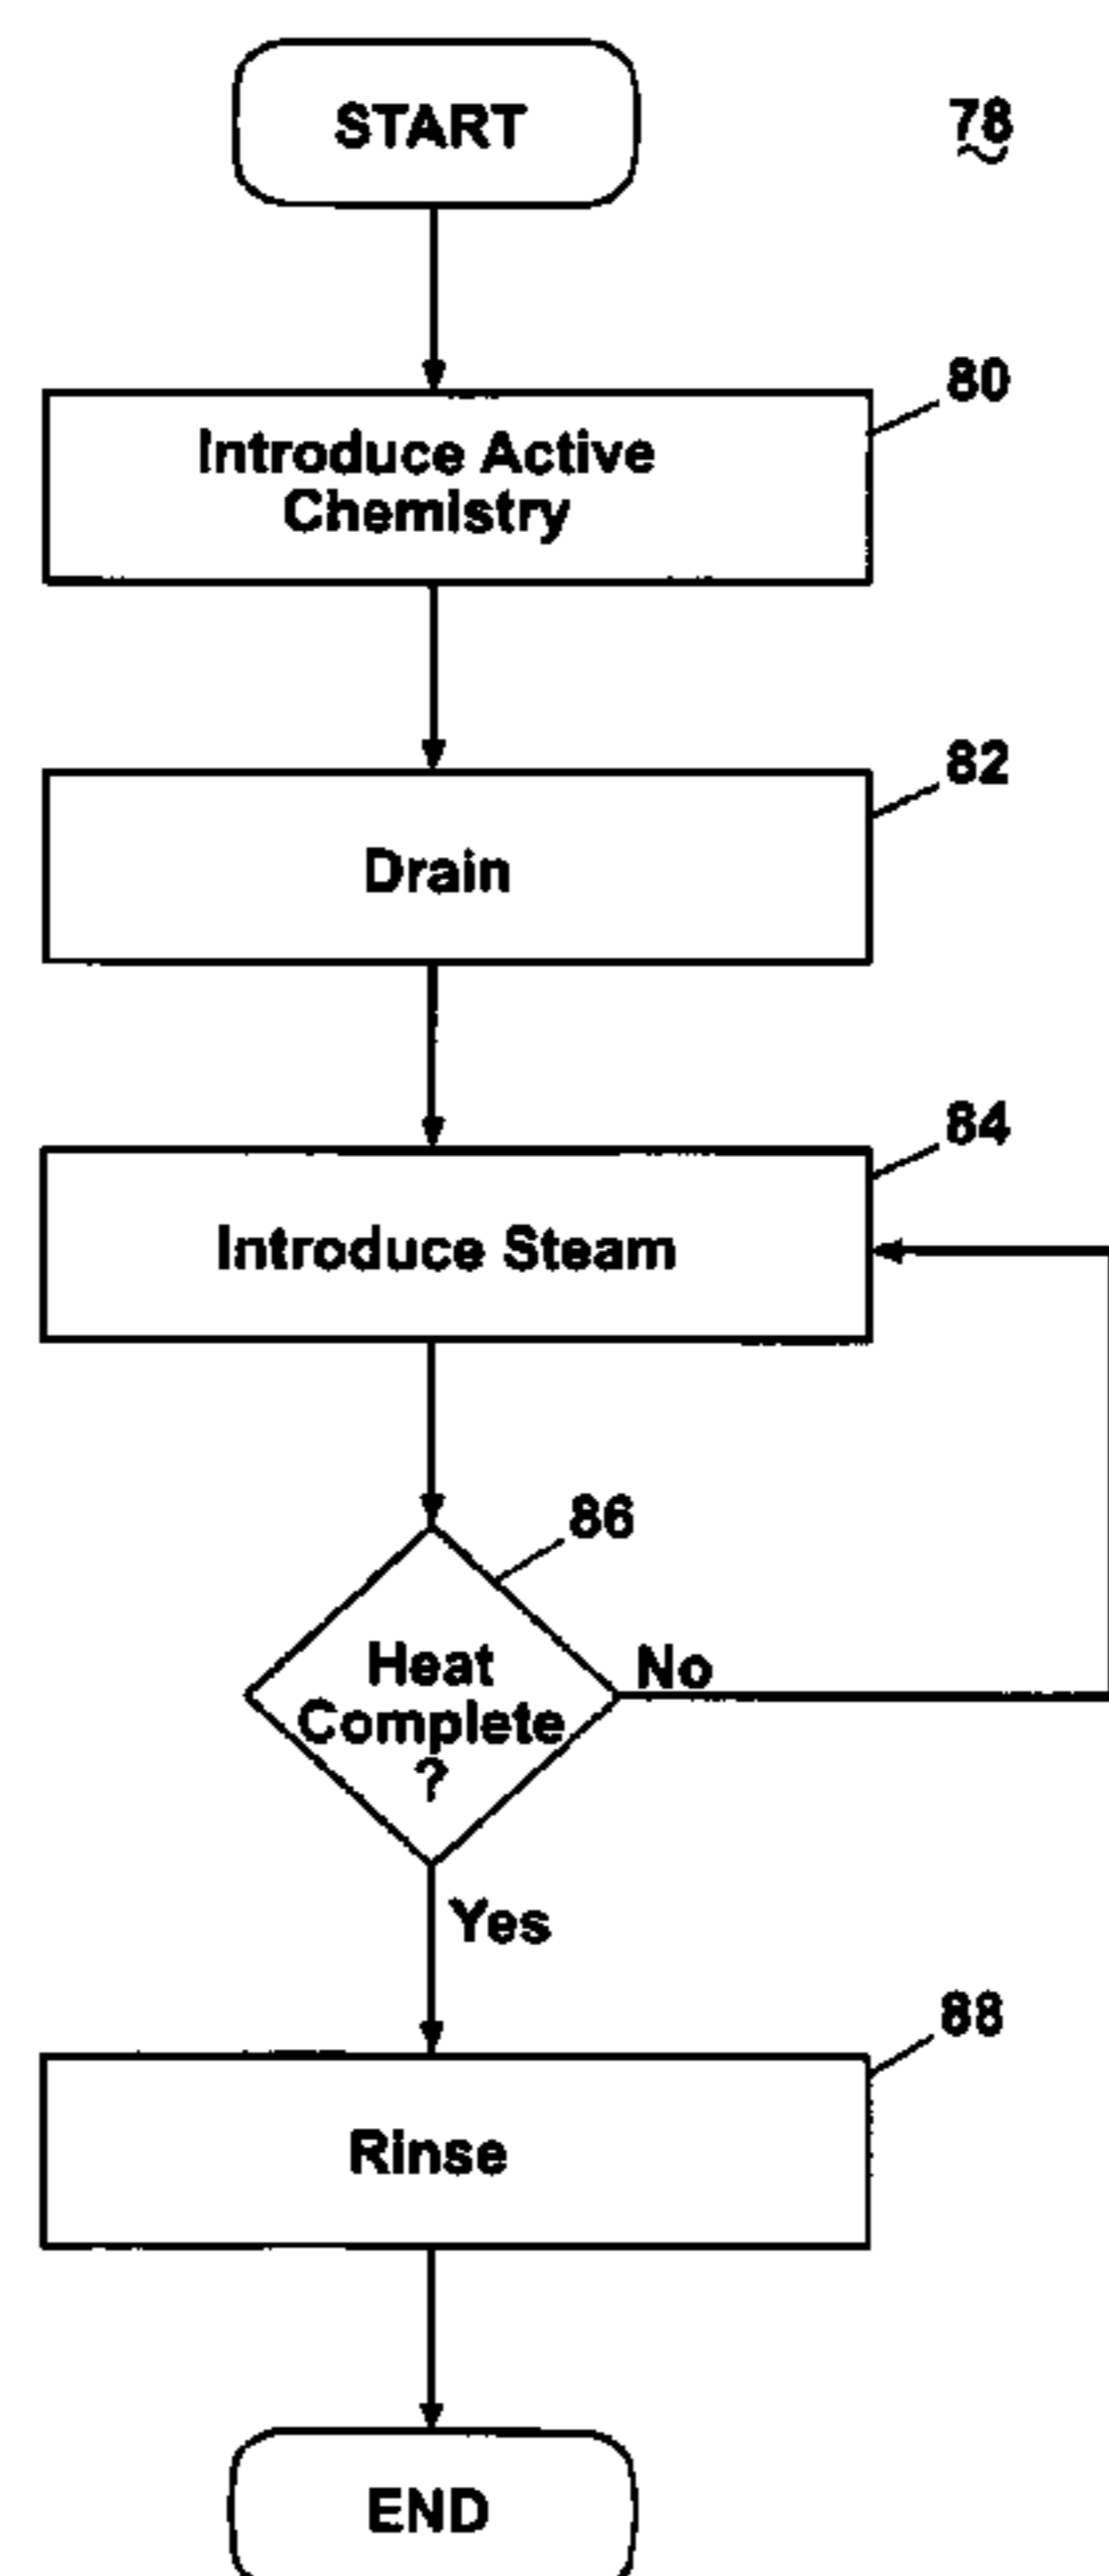 START
78
80
Introduce Active
Chemistry
82
Drain
84
Introduce Steam
86
Heat
Complete
?
No
Yes
88
Rinse
END